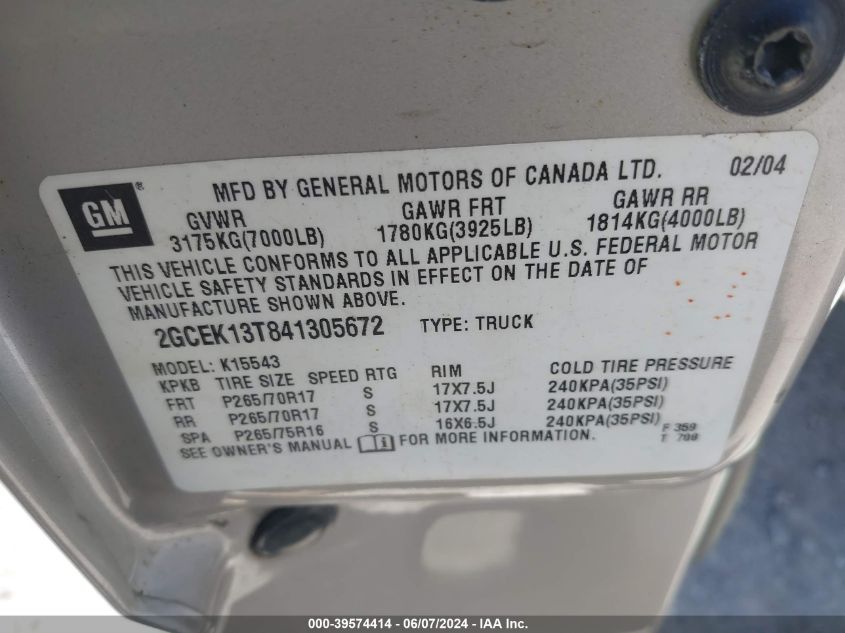 GM ® MFD BY GENERAL MOTORS OF CANADA LTD. 02/04
GVWR GAWR FRT GAWR RR
3175KG(7000LB) 1780KG(3925LB) 1814KG(4000LB)
THIS VEHICLE CONFORMS TO ALL APPLICABLE U.S. FEDERAL MOTOR
VEHICLE SAFETY STANDARDS IN EFFECT ON THE DATE OF
MANUFACTURE SHOWN ABOVE.
2GCEK13T841305672 TYPE: TRUCK
MODEL: K15543
KPKB TIRE SIZE SPEED RTG RIM COLD TIRE PRESSURE
FRT P265/70R17 S 17X7.5J 240KPA(35PSI)
RR P265/70R17 S 17X7.5J 240KPA(35PSI)
SPA P265/75R16 S 16X6.5J 240KPA(35PSI)
SEE OWNER'S MANUAL FOR MORE INFORMATION.
F 359
T 708
000-39574414 - 06/07/2024 - IAA Inc.